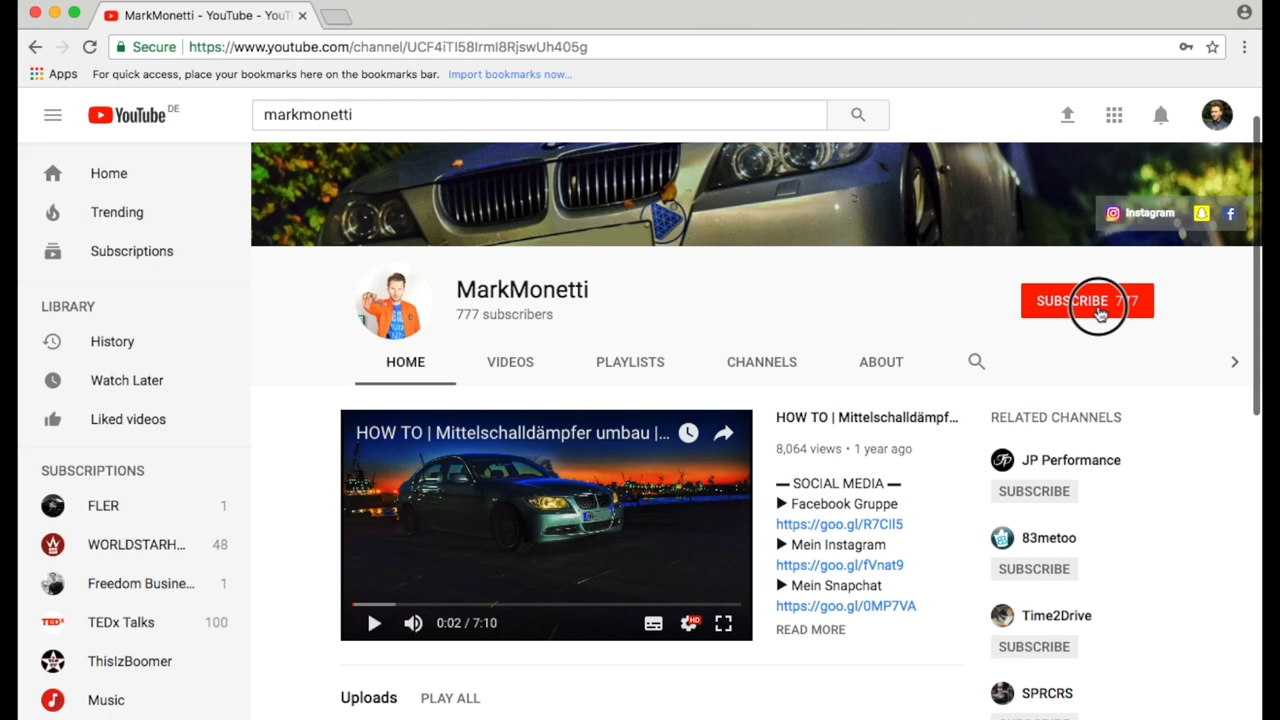 MarkMonetti - YouTube - YouT
Secure
https://www.youtube.com/channel/UCF4iTI58IrmI8RjswUh405g
Apps
For quick access, place your bookmarks here on the bookmarks bar.
Import bookmarks now...
YouTube DE
markmonetti
Home
Trending
Subscriptions
LIBRARY
History
Watch Later
Liked videos
SUBSCRIPTIONS
FLER 1
WORLDSTARH... 48
Freedom Busine... 1
TEDx TEDx Talks 100
ThisIzBoomer
Music
Instagram
MarkMonetti
777 subscribers
SUBSCRIBE 777
HOME
VIDEOS
PLAYLISTS
CHANNELS
ABOUT
HOW TO | Mittelschalldämpfer umbau |...
0:02 / 7:10
HD
HOW TO | Mittelschalldämpf...
8,064 views • 1 year ago
▬ SOCIAL MEDIA ▬
► Facebook Gruppe
https://goo.gl/R7CIl5
► Mein Instagram
https://goo.gl/fVnat9
► Mein Snapchat
https://goo.gl/0MP7VA
READ MORE
RELATED CHANNELS
JP Performance
SUBSCRIBE
83metoo
SUBSCRIBE
Time2Drive
SUBSCRIBE
SPRCRS
Uploads
PLAY ALL